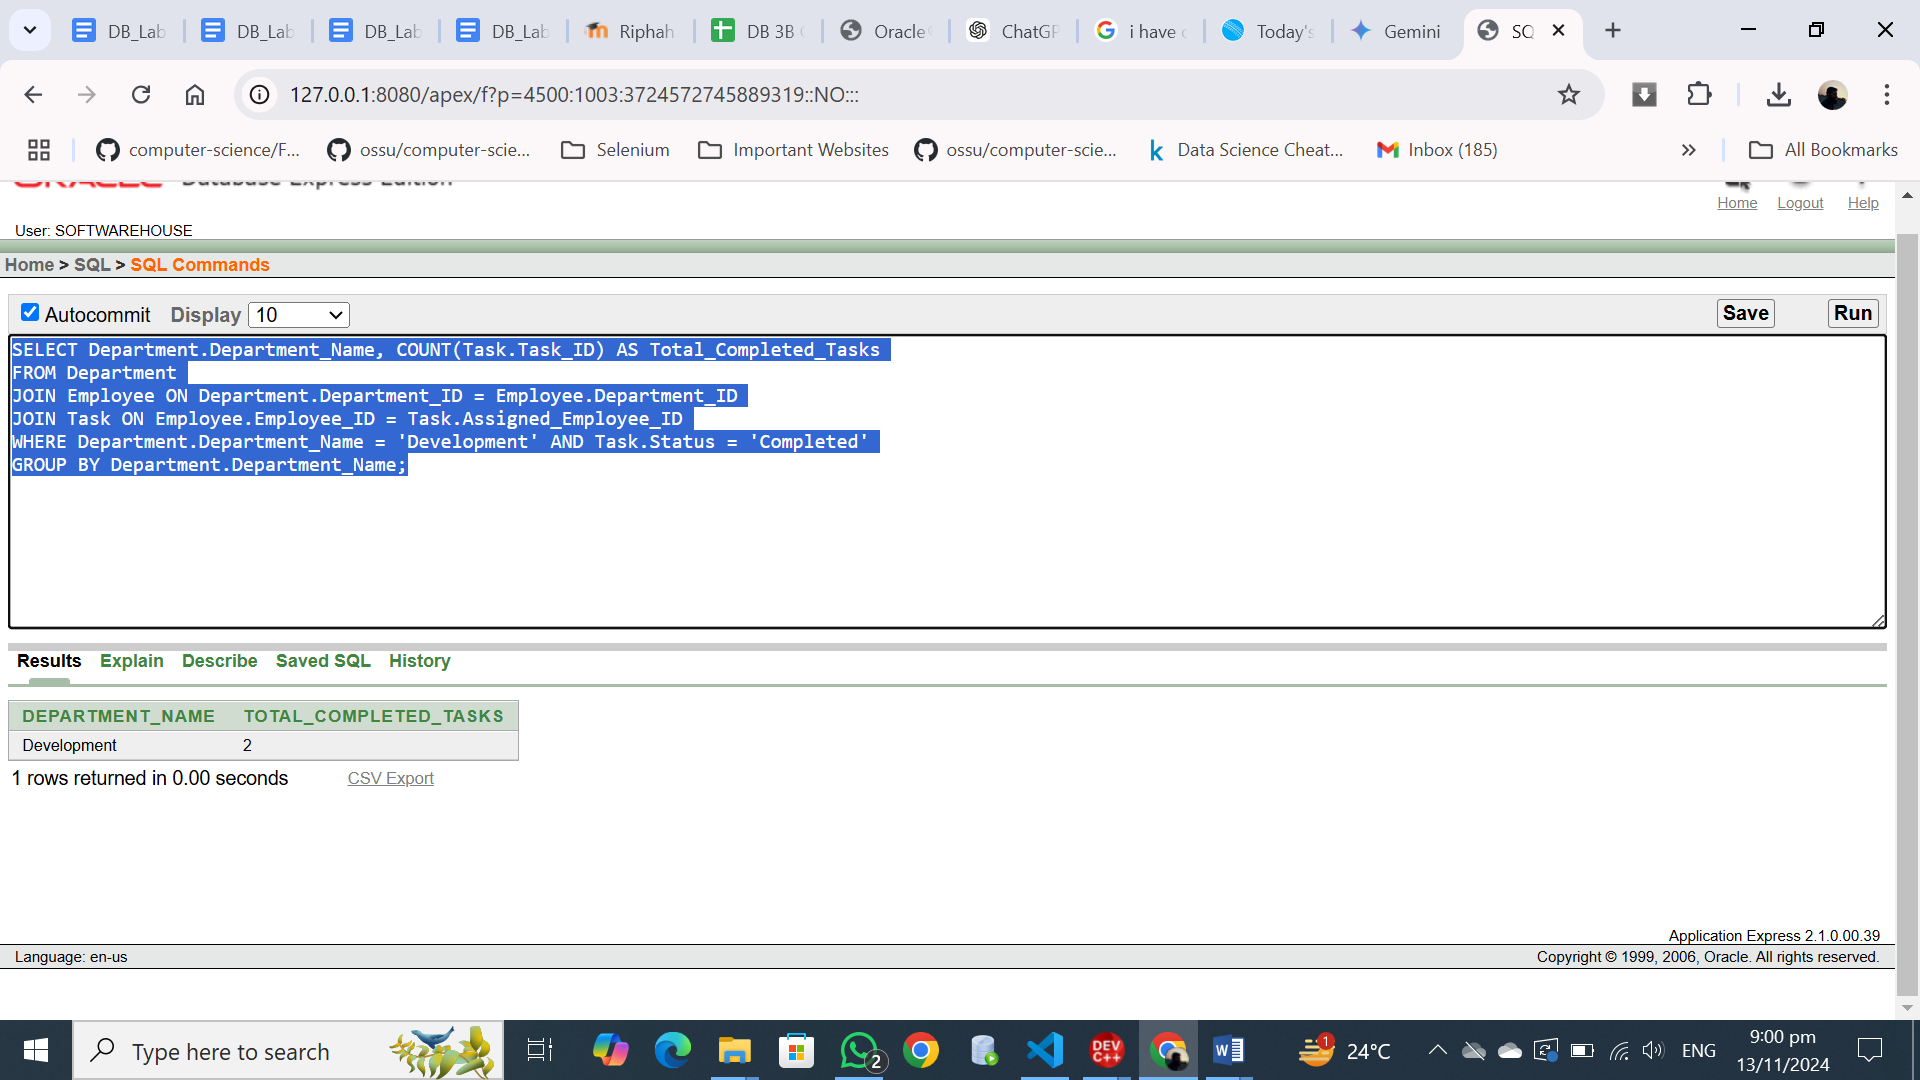 DB_Lab
DB_Lab
DB_Lab
DB_Lab
Riphah
DB 3B
Oracle
ChatGP
i have
Today's
Gemini
SQ
127.0.0.1:8080/apex/f?p=4500:1003:3724572745889319::NO:::
computer-science/F...
ossu/computer-scie...
Selenium
Important Websites
ossu/computer-scie...
Data Science Cheat...
Inbox (185)
All Bookmarks
ORACLE Database Express Edition
Home Logout Help
User: SOFTWAREHOUSE
Home > SQL > SQL Commands
Autocommit Display 10 Save Run
SELECT Department.Department_Name, COUNT(Task.Task_ID) AS Total_Completed_Tasks
FROM Department
JOIN Employee ON Department.Department_ID = Employee.Department_ID
JOIN Task ON Employee.Employee_ID = Task.Assigned_Employee_ID
WHERE Department.Department_Name = 'Development' AND Task.Status = 'Completed'
GROUP BY Department.Department_Name;
Results Explain Describe Saved SQL History
DEPARTMENT_NAME TOTAL_COMPLETED_TASKS
Development 2
1 rows returned in 0.00 seconds CSV Export
Application Express 2.1.0.00.39
Language: en-us Copyright © 1999, 2006, Oracle. All rights reserved.
Type here to search
2
DEV
C++
1
24°C
ENG
9:00 pm
13/11/2024